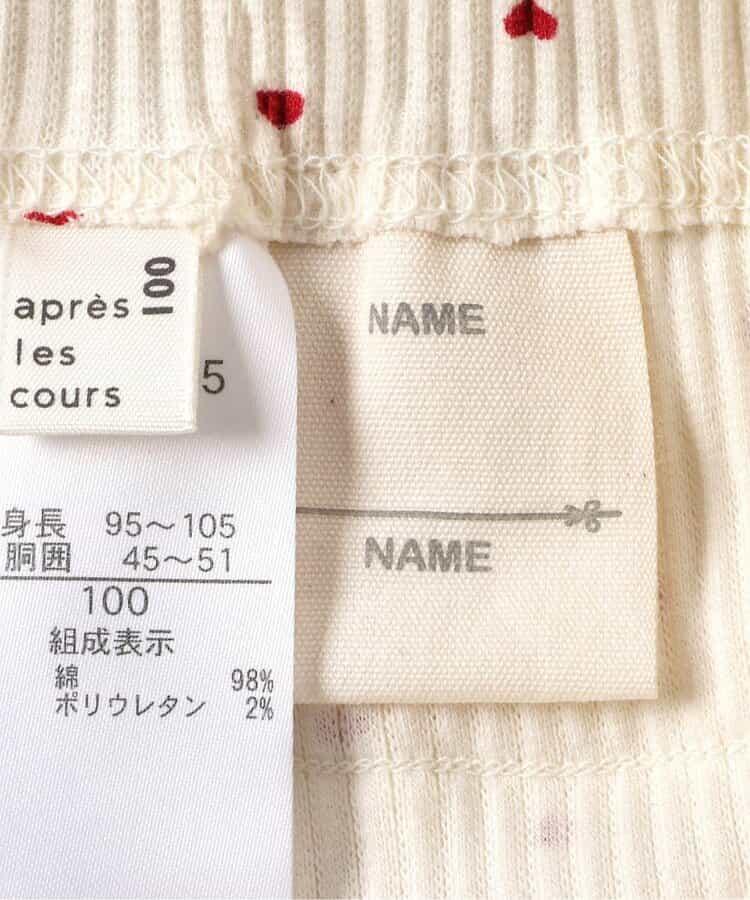 après
les
cours
100
5
身長 95〜105
胴囲 45〜51
100
組成表示
綿 98%
ポリウレタン 2%
NAME
NAME